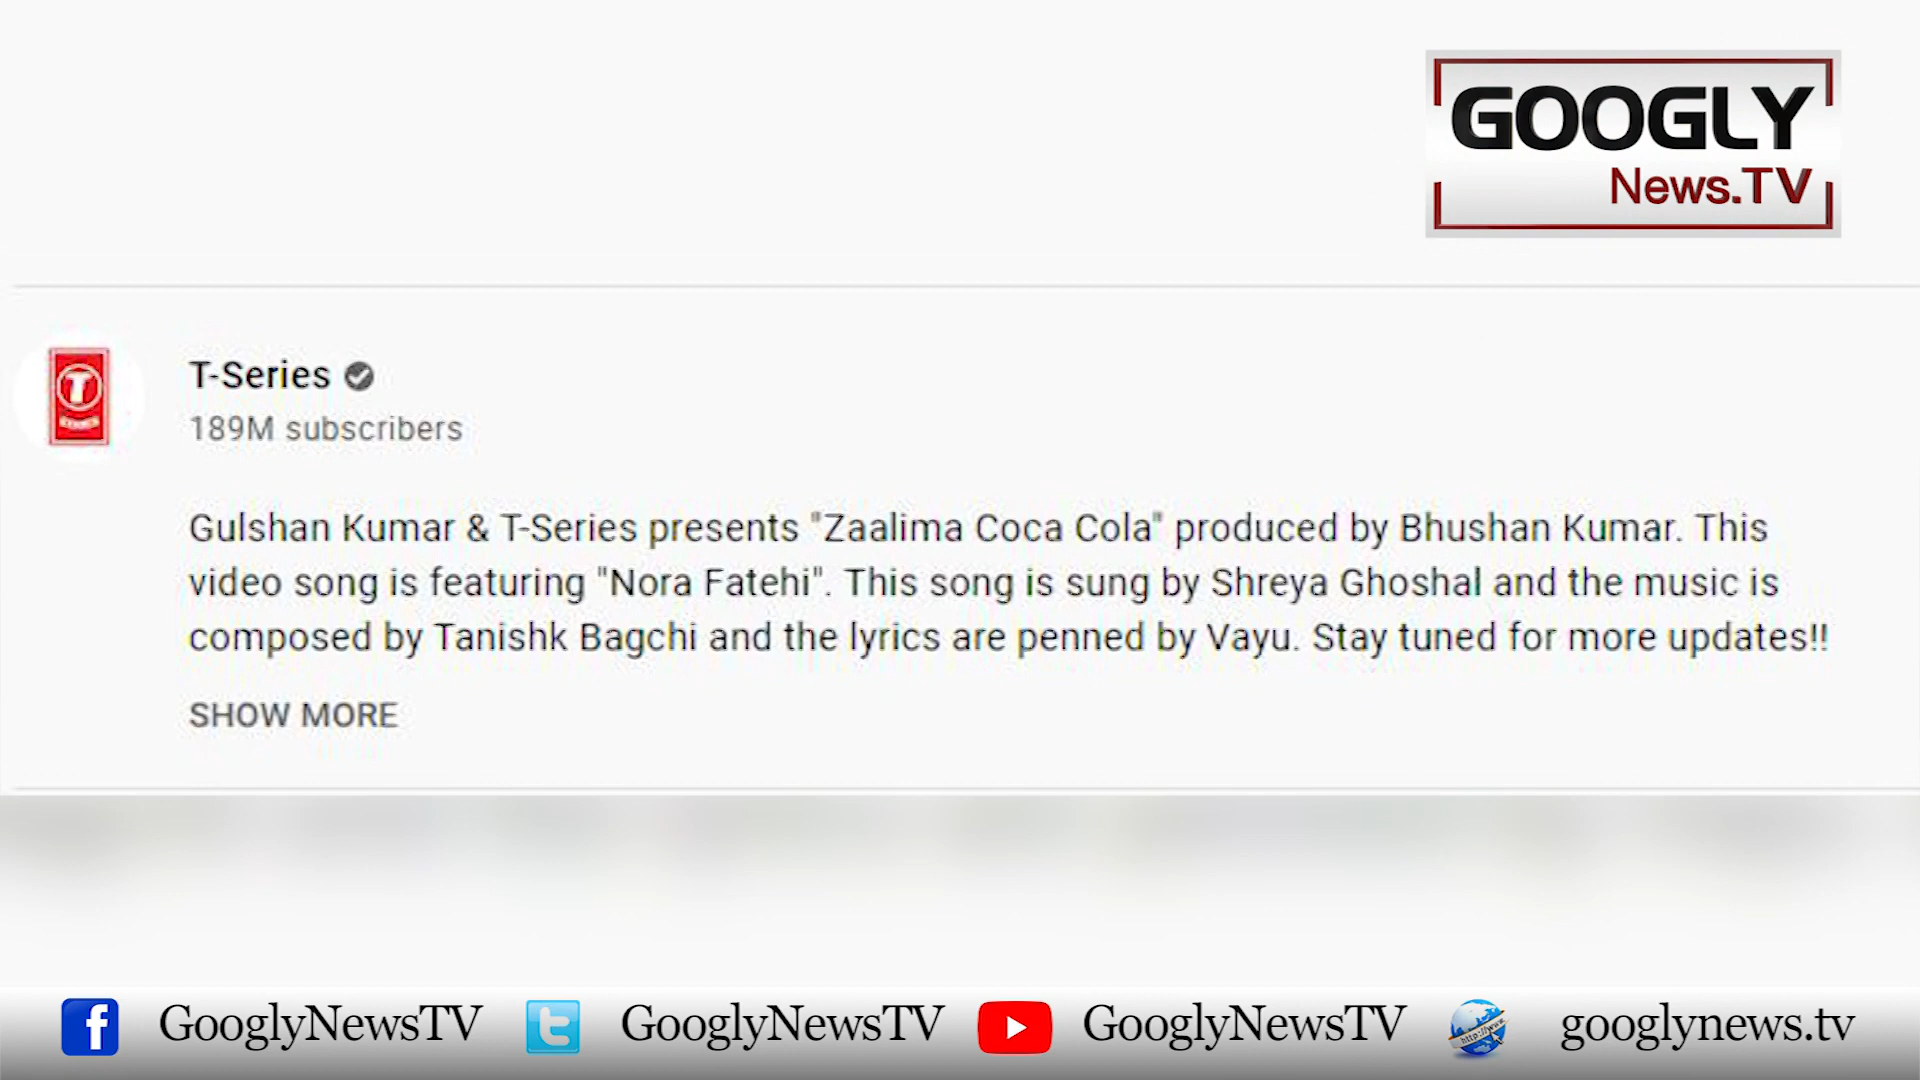 GOOGLY
News.TV
T-Series
189M subscribers
Gulshan Kumar & T-Series presents "Zaalima Coca Cola" produced by Bhushan Kumar. This
video song is featuring "Nora Fatehi". This song is sung by Shreya Ghoshal and the music is
composed by Tanishk Bagchi and the lyrics are penned by Vayu. Stay tuned for more updates!!
SHOW MORE
GooglyNewsTV GooglyNewsTV GooglyNewsTV googlynews.tv